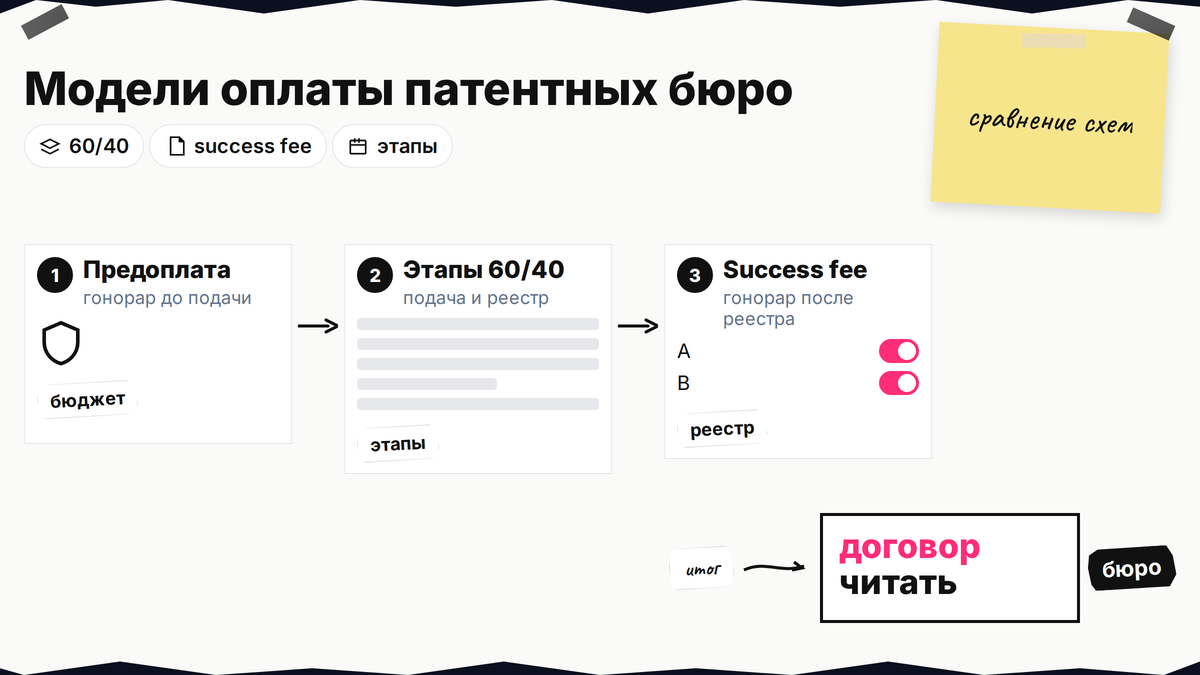 Модели оплаты патентных бюро
сравнение схем
60/40
success fee
этапы
1
Предоплата
гонорар до подачи
бюджет
2
Этапы 60/40
подача и реестр
этапы
3
Success fee
гонорар после
реестра
A
B
реестр
итог
договор
читать
бюро